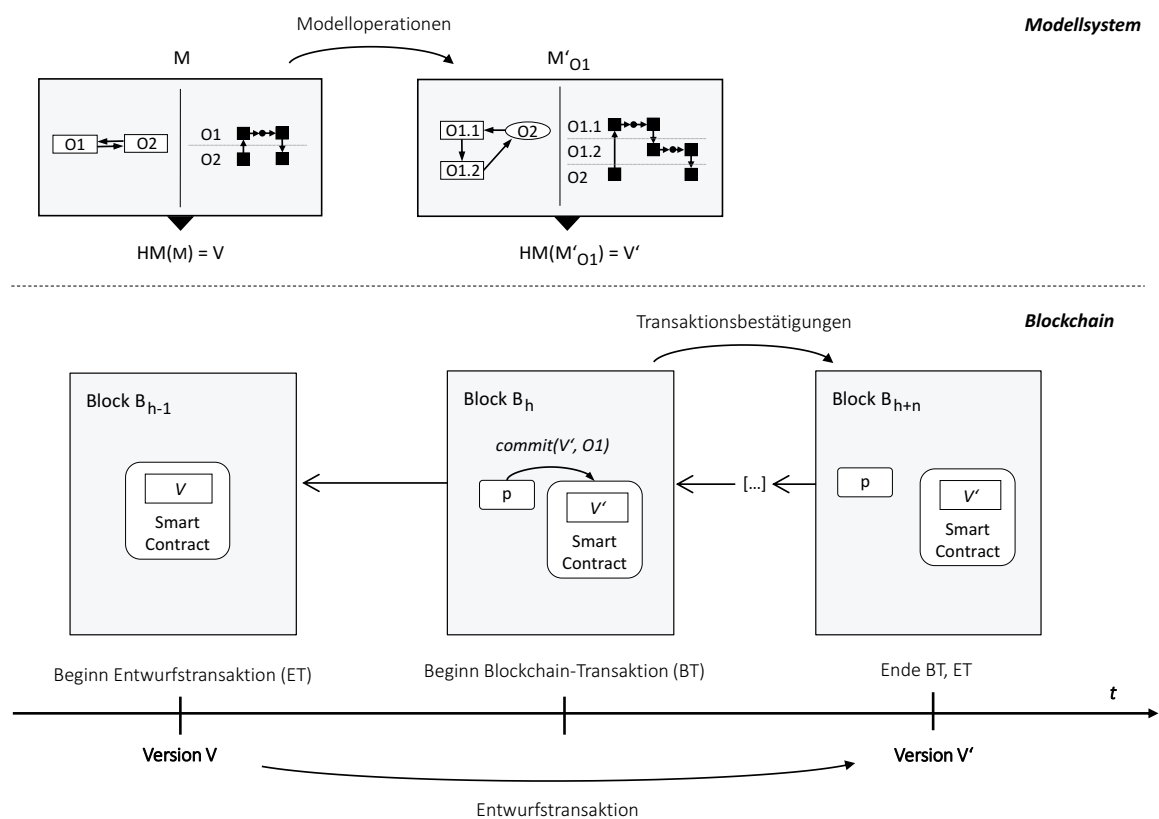 Modelloperationen
Modellsystem
M
M‘O1
O1
O2
O1
O2
O1.1
O2
O1.2
O1.1
O1.2
O2
HM(M) = V
HM(M‘O1) = V‘
Transaktionsbestätigungen
Blockchain
Block Bh-1
V
Smart
Contract
Block Bh
commit(V‘, O1)
p
V‘
Smart
Contract
[...]
Block Bh+n
p
V‘
Smart
Contract
Beginn Entwurfstransaktion (ET)
Beginn Blockchain-Transaktion (BT)
Ende BT, ET
t
Version V
Version V‘
Entwurfstransaktion